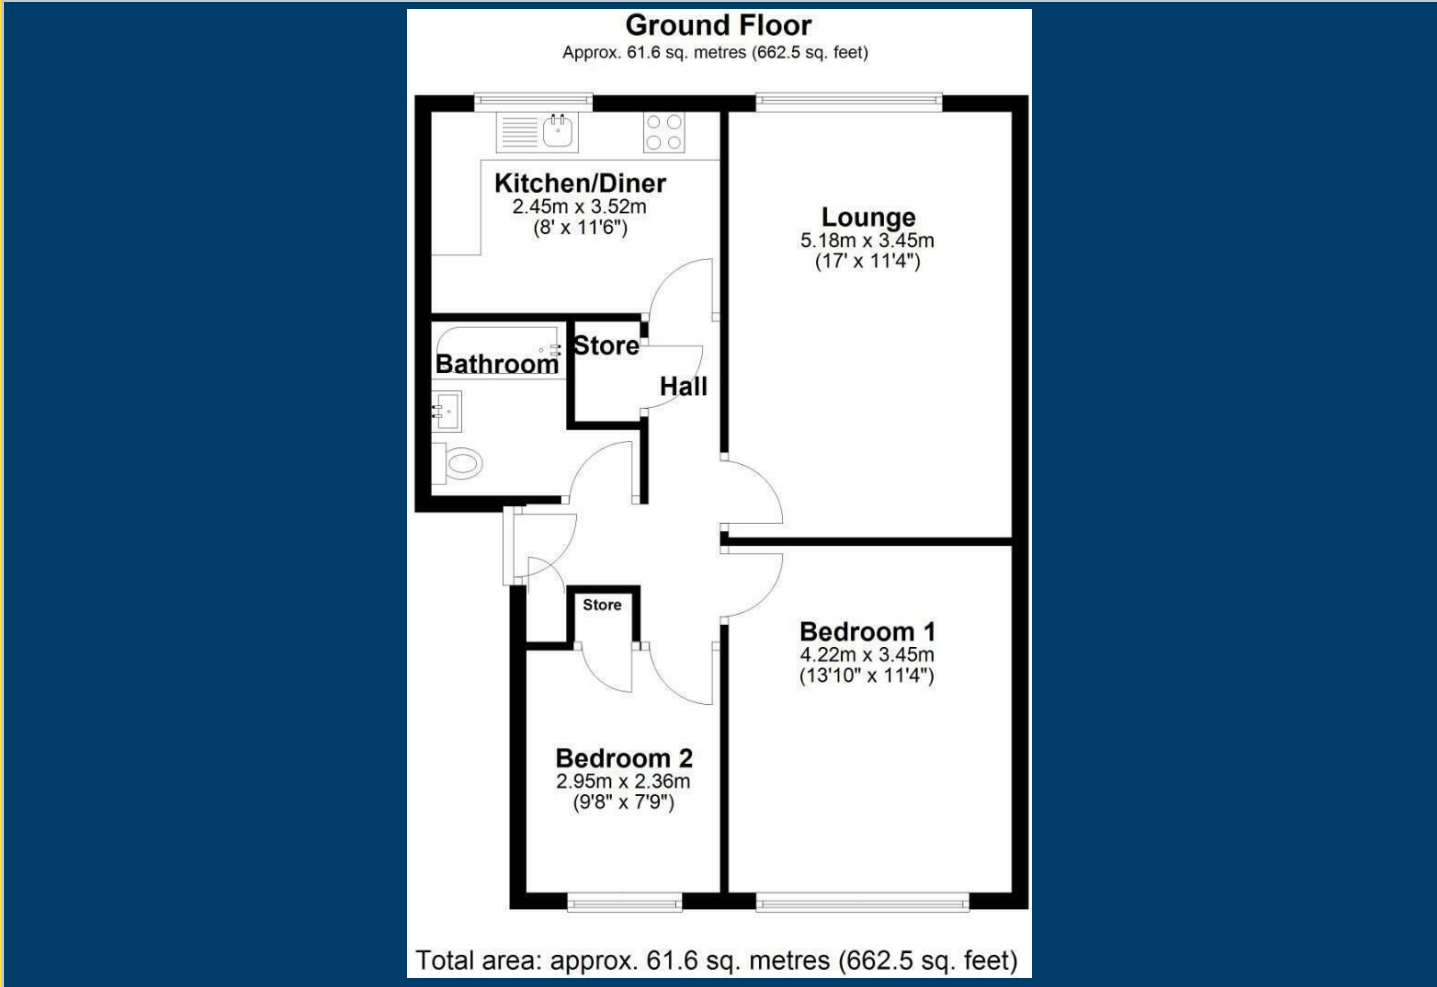 Ground Floor
Approx. 61.6 sq. metres (662.5 sq. feet)
Kitchen/Diner
2.45m x 3.52m
(8' x 11'6")
Lounge
5.18m x 3.45m
(17' x 11'4")
Store
Bathroom
Hall
Store
Bedroom 1
4.22m x 3.45m
(13'10" x 11'4")
Bedroom 2
2.95m x 2.36m
(9'8" x 7'9")
Total area: approx. 61.6 sq. metres (662.5 sq. feet)